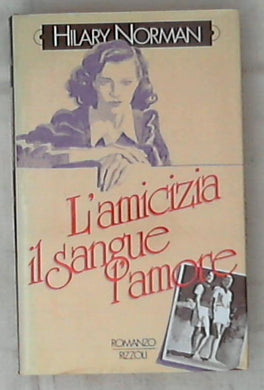 HILARY NORMAN
L'amicizia
il sangue
l'amore
ROMANZO
RIZZOLI